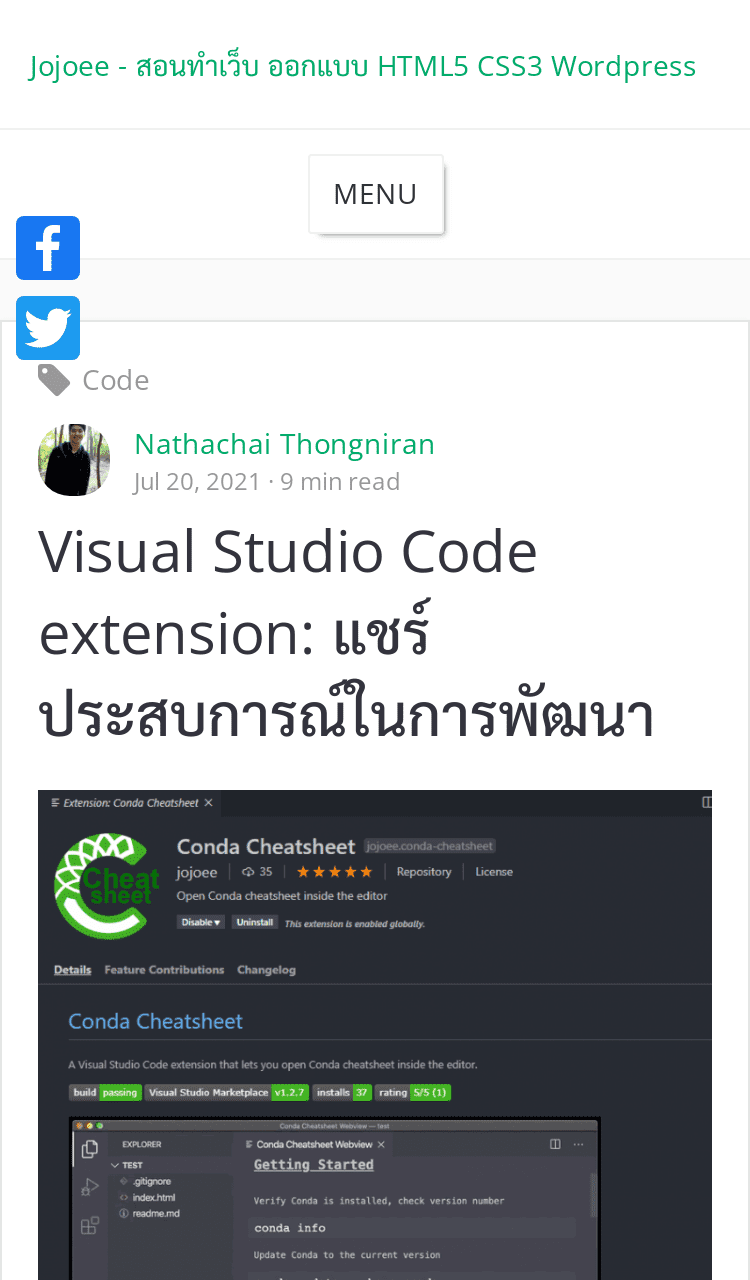 Jojoee - สอนทำเว็บ ออกแบบ HTML5 CSS3 Wordpress
MENU
Code
Nathachai Thongniran
Jul 20, 2021 · 9 min read
Visual Studio Code
extension: แชร์
ประสบการณ์ในการพัฒนา
Extension: Conda Cheatsheet ×
Cheat
sheet
Conda Cheatsheet jojoee.conda-cheatsheet
jojoee 35 ★★★★★ Repository License
Open Conda cheatsheet inside the editor
Disable Uninstall This extension is enabled globally.
Details Feature Contributions Changelog
Conda Cheatsheet
A Visual Studio Code extension that lets you open Conda cheatsheet inside the editor.
build passing Visual Studio Marketplace v1.2.7 installs 37 rating 5/5 (1)
Conda Cheatsheet Webview — test
EXPLORER
Conda Cheatsheet Webview ×
TEST
Getting Started
.gitignore
index.html
Verify Conda is installed, check version number
readme.md
conda info
Update Conda to the current version